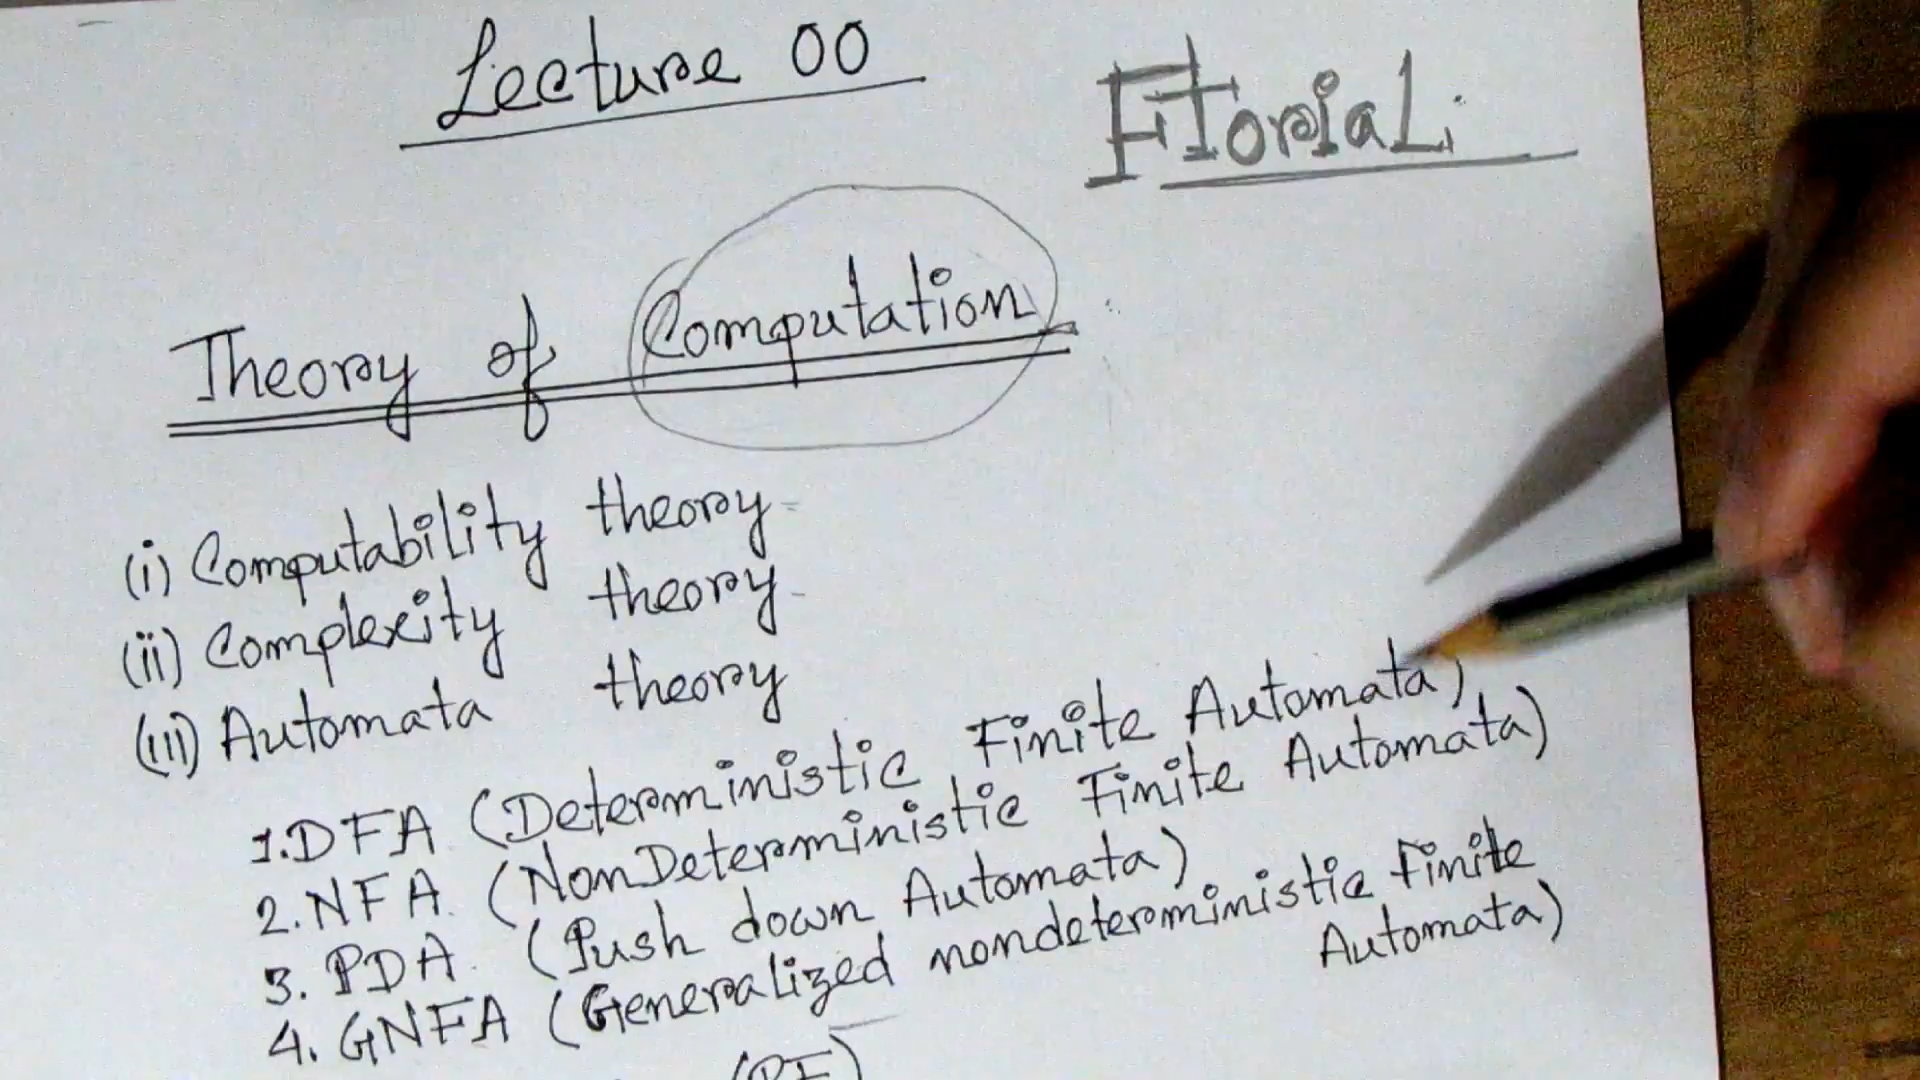 Lecture 00
FTorial
Theory of Computation
(i) Computability theory
(ii) Complexity theory
(iii) Automata theory
1. DFA (Deterministic Finite Automata)
2. NFA (NonDeterministic Finite Automata)
3. PDA (Push down Automata)
4. GNFA (Generalized nondeterministic finite
Automata)